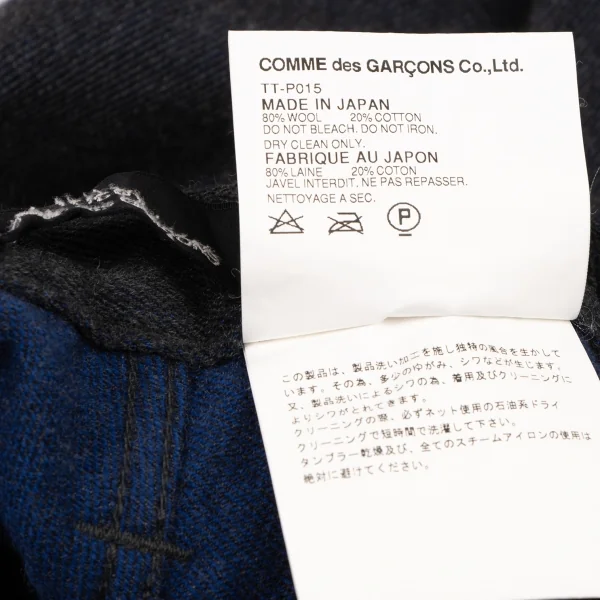 COMME des GARÇONS Co.,Ltd.
TT-P015
MADE IN JAPAN
80% WOOL 20% COTTON
DO NOT BLEACH. DO NOT IRON.
DRY CLEAN ONLY.
FABRIQUE AU JAPON
80% LAINE 20% COTON
JAVEL INTERDIT. NE PAS REPASSER.
NETTOYAGE A SEC.
P
この製品は、製品洗い加工を施し独特の風合を生かして
います。その為、多少のゆがみ、シワなどが生じます。
又、製品洗いによるシワの為、着用及びクリーニングに
よりシワがとれてきます。
クリーニングの際、必ずネット使用の石油系ドライ
クリーニングで短時間で洗濯して下さい。
タンブラー乾燥及び、全てのスチームアイロンの使用は
絶対に避けてください。